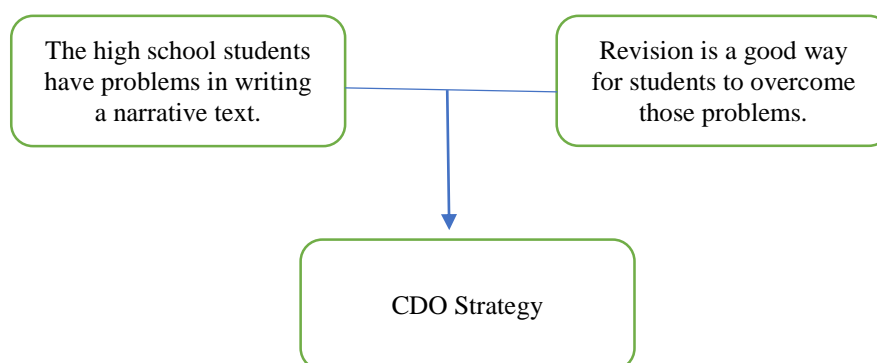 The high school students
have problems in writing
a narrative text.
Revision is a good way
for students to overcome
those problems.
CDO Strategy